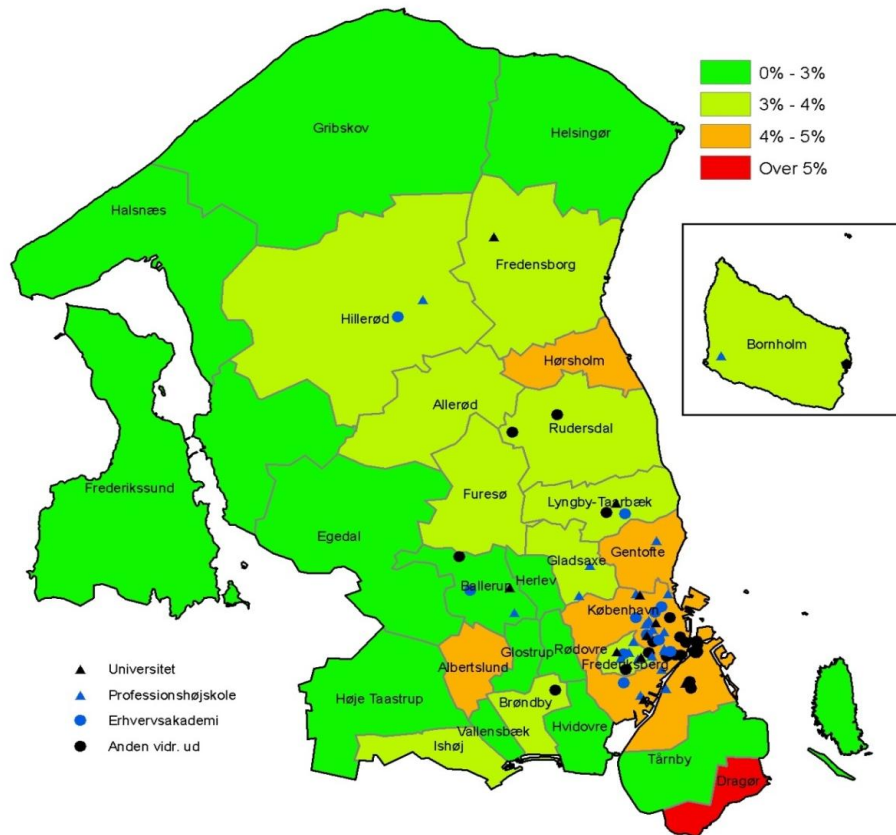 0% - 3%
3% - 4%
4% - 5%
Over 5%
Gribskov
Helsingør
Halsnæs
Fredensborg
Hillerød
Bornholm
Hørsholm
Allerød
Rudersdal
Frederikssund
Furesø
Lyngby-Taarbæk
Egedal
Gentofte
Gladsaxe
Ballerup
Herlev
København
Glostrup
Rødovre
Frederiksberg
Albertslund
Universitet
Professionshøjskole
Høje Taastrup
Brøndby
Erhvervsakademi
Vallensbæk
Hvidovre
Anden vidr. ud
Ishøj
Tårnby
Dragør